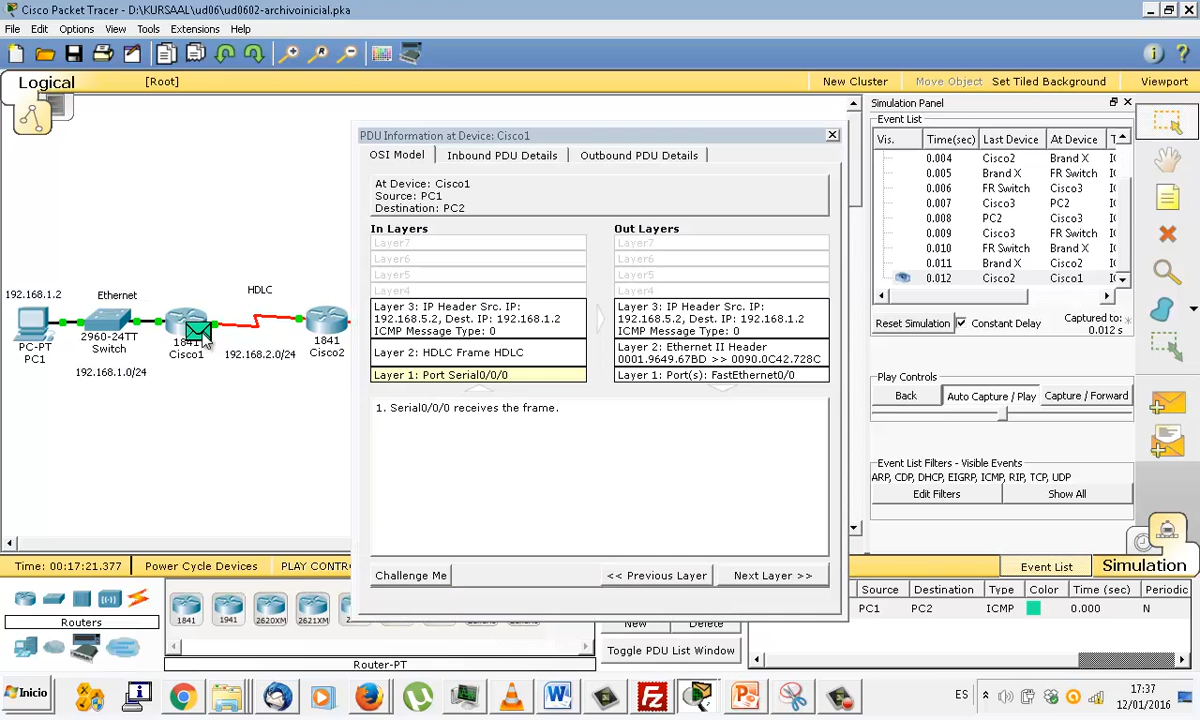 Cisco Packet Tracer - D:\KURSAAL\ud06\ud0602-archivoinicial.pka
File Edit Options View Tools Extensions Help
Logical [Root] New Cluster Move Object Set Tiled Background Viewport
PDU Information at Device: Cisco1
OSI Model Inbound PDU Details Outbound PDU Details
At Device: Cisco1
Source: PC1
Destination: PC2
In Layers Out Layers
Layer7 Layer7
Layer6 Layer6
Layer5 Layer5
Layer4 Layer4
Layer 3: IP Header Src. IP: 192.168.5.2, Dest. IP: 192.168.1.2 ICMP Message Type: 0
Layer 3: IP Header Src. IP: 192.168.5.2, Dest. IP: 192.168.1.2 ICMP Message Type: 0
Layer 2: HDLC Frame HDLC
Layer 2: Ethernet II Header 0001.9649.67BD >> 0090.0C42.728C
Layer 1: Port Serial0/0/0
Layer 1: Port(s): FastEthernet0/0
1. Serial0/0/0 receives the frame.
Challenge Me << Previous Layer Next Layer >>
192.168.1.2
Ethernet
HDLC
PC-PT
PC1
2960-24TT
Switch
192.168.1.0/24
1841
Cisco1
192.168.2.0/24
1841
Cisco2
Simulation Panel
Event List
Vis. Time(sec) Last Device At Device
0.004 Cisco2 Brand X
0.005 Brand X FR Switch
0.006 FR Switch Cisco3
0.007 Cisco3 PC2
0.008 PC2 Cisco3
0.009 Cisco3 FR Switch
0.010 FR Switch Brand X
0.011 Brand X Cisco2
0.012 Cisco2 Cisco1
Reset Simulation Constant Delay Captured to: *
0.012 s
Play Controls
Back Auto Capture / Play Capture / Forward
Event List Filters - Visible Events
ARP, CDP, DHCP, EIGRP, ICMP, RIP, TCP, UDP
Edit Filters Show All
Time: 00:17:21.377 Power Cycle Devices PLAY CONTR Event List Simulation
Routers
1841 1941 2620XM 2621XM
Router-PT
New Delete
Toggle PDU List Window
Source Destination Type Color Time (sec) Periodic
PC1 PC2 ICMP 0.000 N
Inicio
ES
17:37
12/01/2016